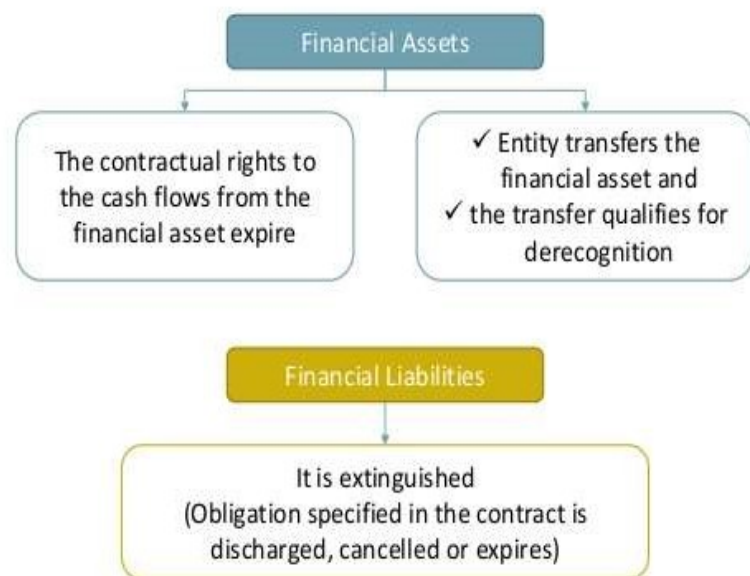 Financial Assets
The contractual rights to
the cash flows from the
financial asset expire
✓ Entity transfers the
financial asset and
✓ the transfer qualifies for
derecognition
Financial Liabilities
It is extinguished
(Obligation specified in the contract is
discharged, cancelled or expires)